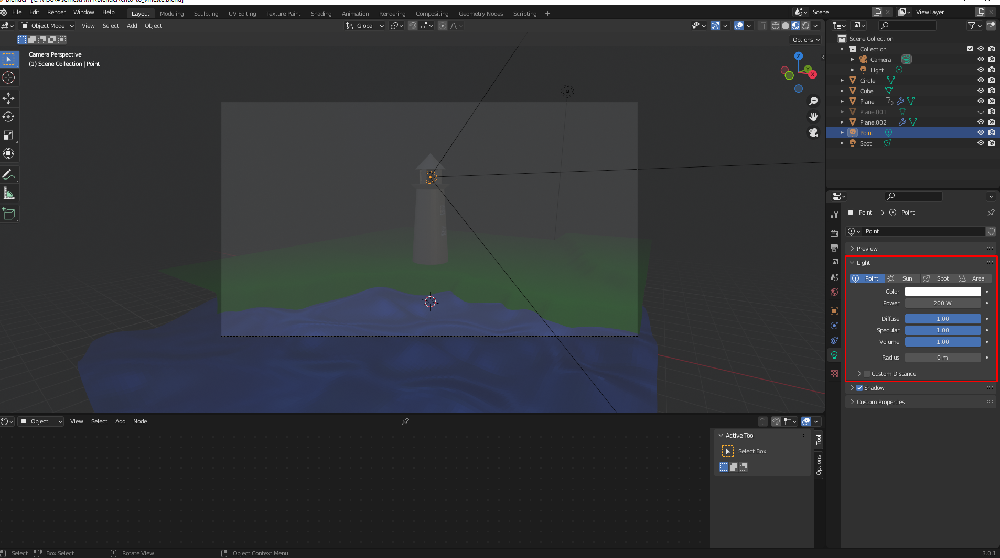 File Edit Render Window Help Layout Modeling Sculpting UV Editing Texture Paint Shading Animation Rendering Compositing Geometry Nodes Scripting + Scene ViewLayer
Object Mode View Select Add Object Global
Options
Camera Perspective
(1) Scene Collection | Point
Z
Y
X
Scene Collection
Collection
Camera
Light
Circle
Cube
Plane
Plane.001
Plane.002
Point
Spot
Point > Point
Point
Preview
Light
Point Sun Spot Area
Color
Power 200 W
Diffuse 1.00
Specular 1.00
Volume 1.00
Radius 0 m
Custom Distance
Shadow
Custom Properties
Object View Select Add Node
Active Tool
Select Box
Tool
Options
Select Box Select Rotate View Object Context Menu 3.0.1